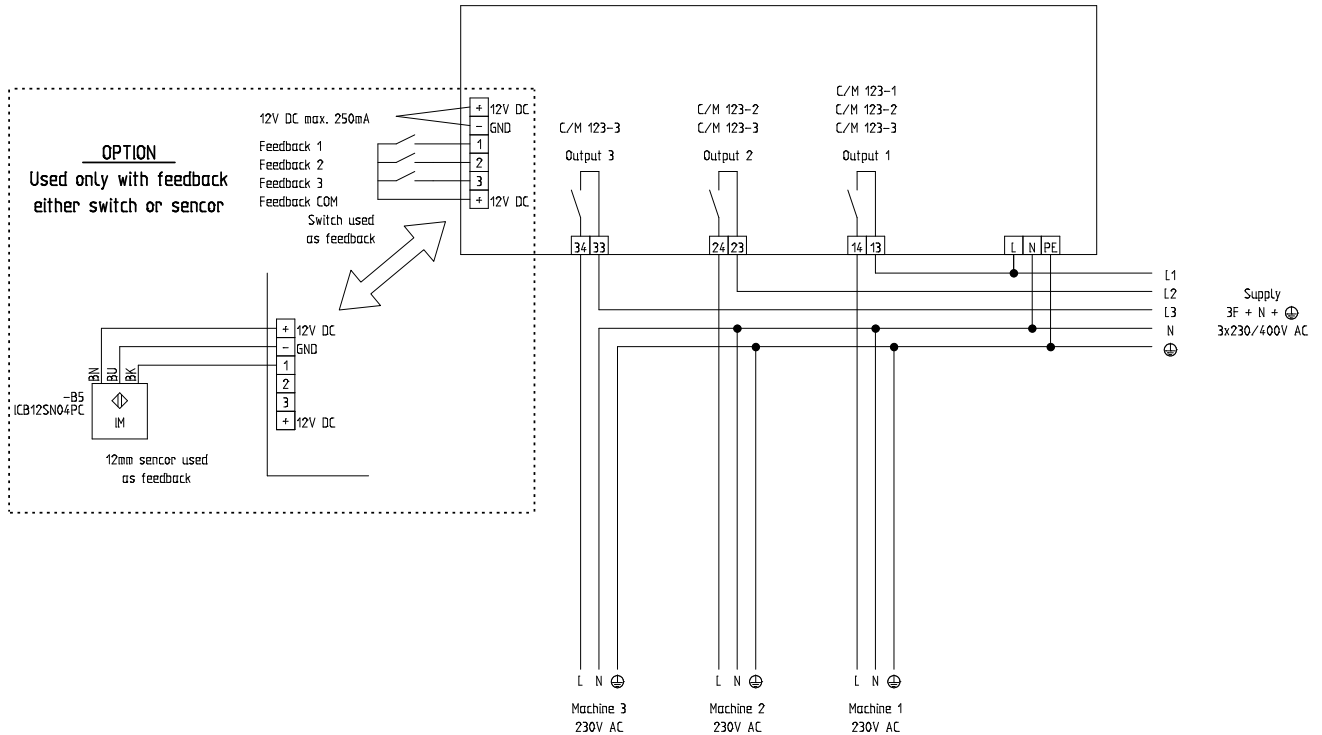 C/M 123-1
C/M 123-2
C/M 123-2
C/M 123-3
C/M 123-3
C/M 123-3
Output 3
Output 2
Output 1
34 33
24 23
14 13
L N PE
12V DC max. 250mA
+ 12V DC
- GND
Feedback 1
1
Feedback 2
2
Feedback 3
3
Feedback COM
+ 12V DC
Switch used
as feedback
OPTION
Used only with feedback
either switch or sencor
+ 12V DC
- GND
1
2
3
+ 12V DC
BN
BU
BK
-B5
ICB12SN04PC
IM
12mm sencor used
as feedback
L1
L2
L3
N
Supply
3F + N +
3x230/400V AC
L N
Machine 3
230V AC
L N
Machine 2
230V AC
L N
Machine 1
230V AC